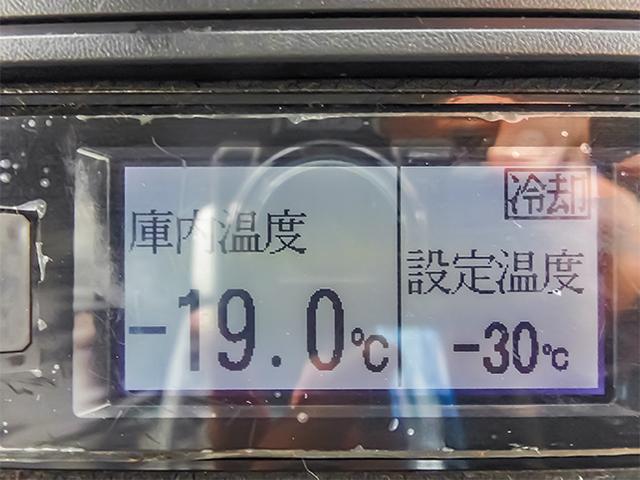 庫内温度
-19.0℃
冷却
設定温度
-30℃